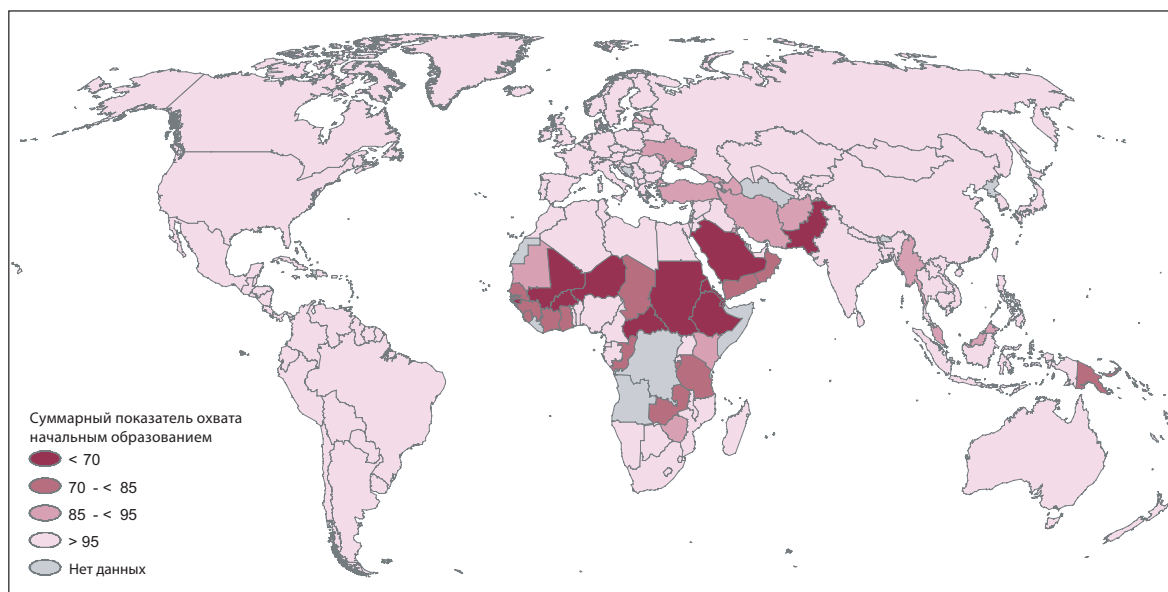 Суммарный показатель охвата
начальным образованием
< 70
70 - < 85
85 - < 95
> 95
Нет данных